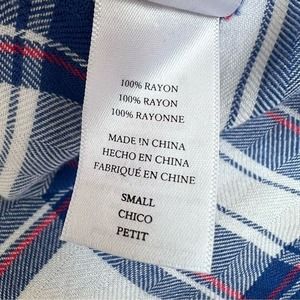 100% RAYON
100% RAYON
100% RAYONNE
MADE IN CHINA
HECHO EN CHINA
FABRIQUÉ EN CHINE
SMALL
CHICO
PETIT